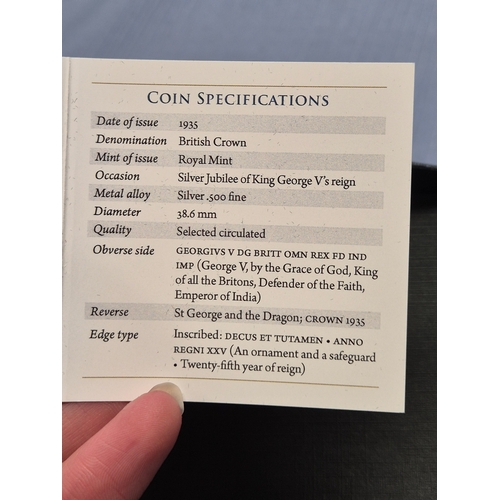 COIN SPECIFICATIONS
Date of issue 1935
Denomination British Crown
Mint of issue Royal Mint
Occasion Silver Jubilee of King George V's reign
Metal alloy Silver .500 fine
Diameter 38.6 mm
Quality Selected circulated
Obverse side GEORGIVS V DG BRITT OMN REX FD IND
IMP (George V, by the Grace of God, King
of all the Britons, Defender of the Faith,
Emperor of India)
Reverse St George and the Dragon; CROWN 1935
Edge type Inscribed: DECUS ET TUTAMEN • ANNO
REGNI XXV (An ornament and a safeguard
• Twenty-fifth year of reign)